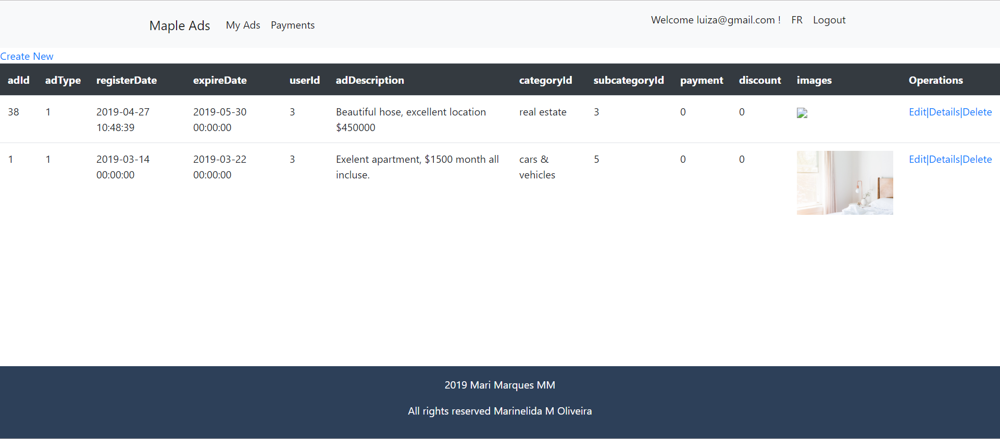 Maple Ads My Ads Payments Welcome luiza@gmail.com ! FR Logout
Create New
adId adType registerDate expireDate userId adDescription categoryId subcategoryId payment discount images Operations
38 1 2019-04-27 2019-05-30 3 Beautiful hose, excellent location real estate 3 0 0 Edit|Details|Delete
10:48:39 00:00:00 $450000
1 1 2019-03-14 2019-03-22 3 Exelent apartment, $1500 month all cars & 5 0 0 Edit|Details|Delete
00:00:00 00:00:00 incluse. vehicles
2019 Mari Marques MM
All rights reserved Marinelida M Oliveira